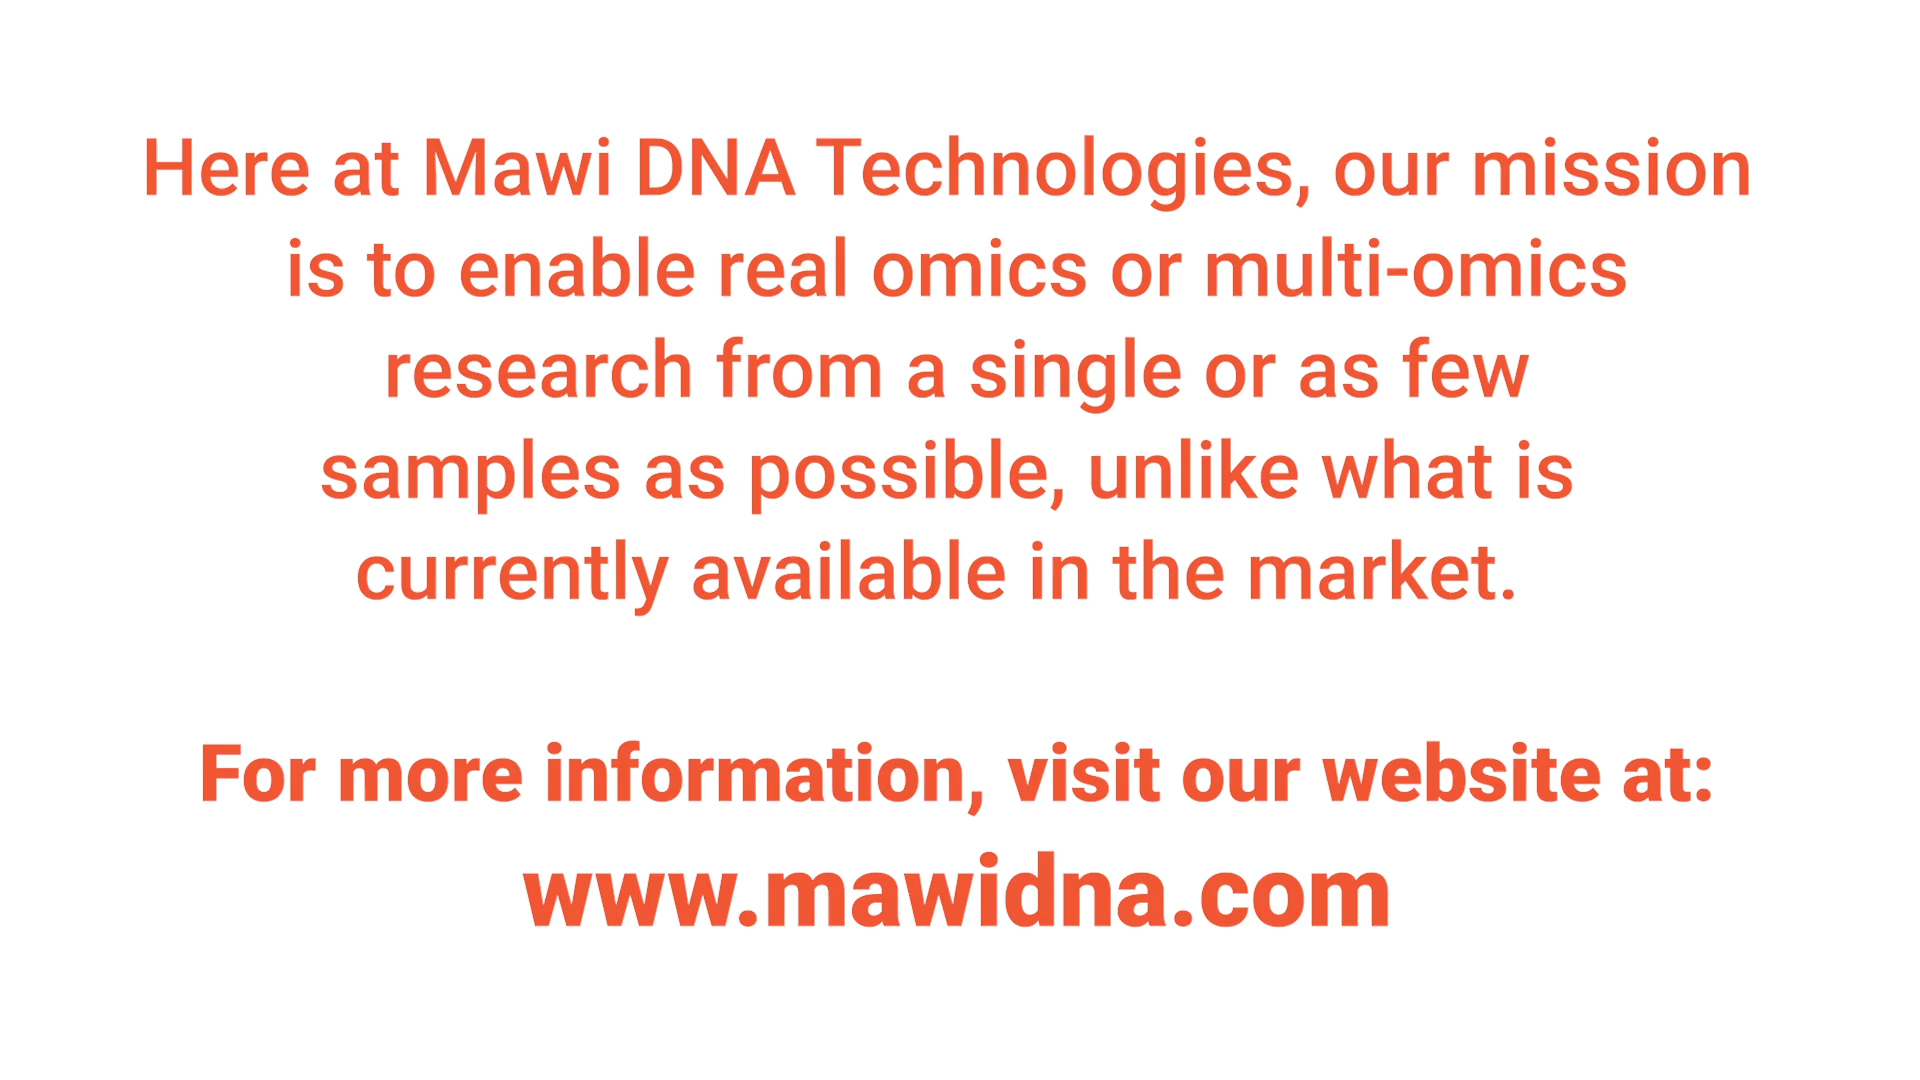 Here at Mawi DNA Technologies, our mission
is to enable real omics or multi-omics
research from a single or as few
samples as possible, unlike what is
currently available in the market.
For more information, visit our website at:
www.mawidna.com